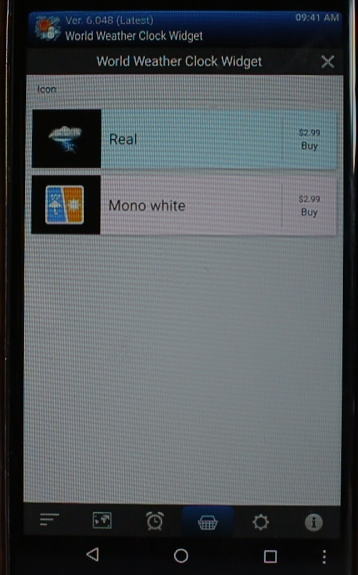 Ver. 6.048 (Latest)
09:41 AM
World Weather Clock Widget
World Weather Clock Widget
Icon
Real
$2.99
Buy
Mono white
$2.99
Buy